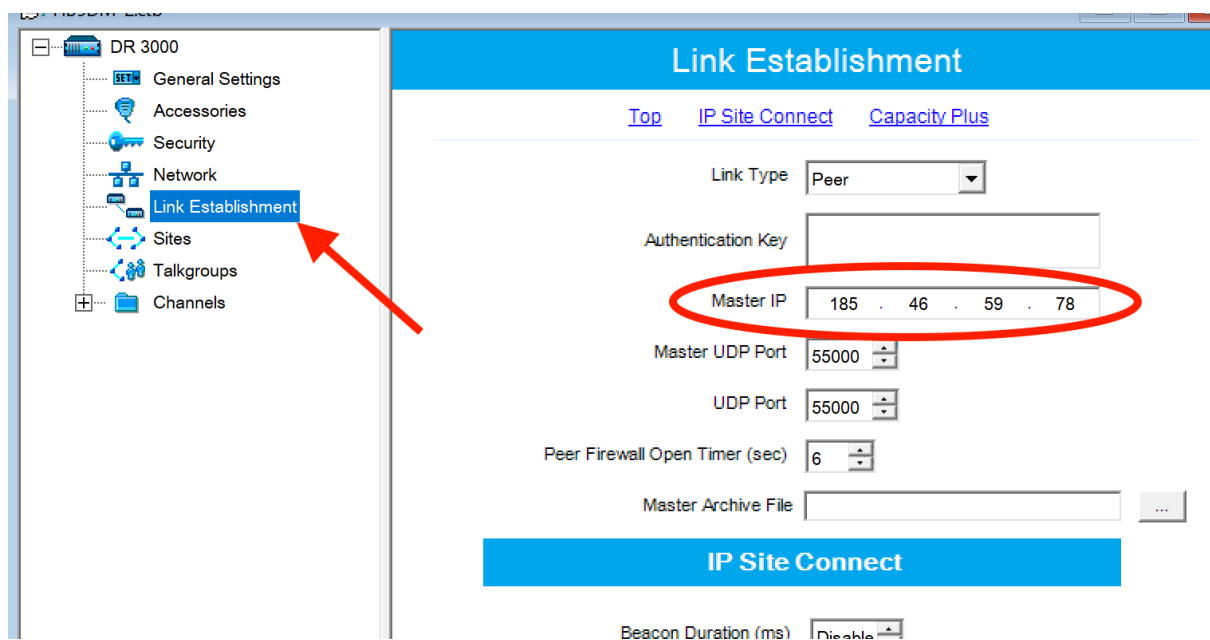 DR 3000
General Settings
Accessories
Security
Network
Link Establishment
Sites
Talkgroups
Channels
Link Establishment
Top IP Site Connect Capacity Plus
Link Type Peer
Authentication Key
Master IP 185 . 46 . 59 . 78
Master UDP Port 55000
UDP Port 55000
Peer Firewall Open Timer (sec) 6
Master Archive File ...
IP Site Connect
Beacon Duration (ms) Disable